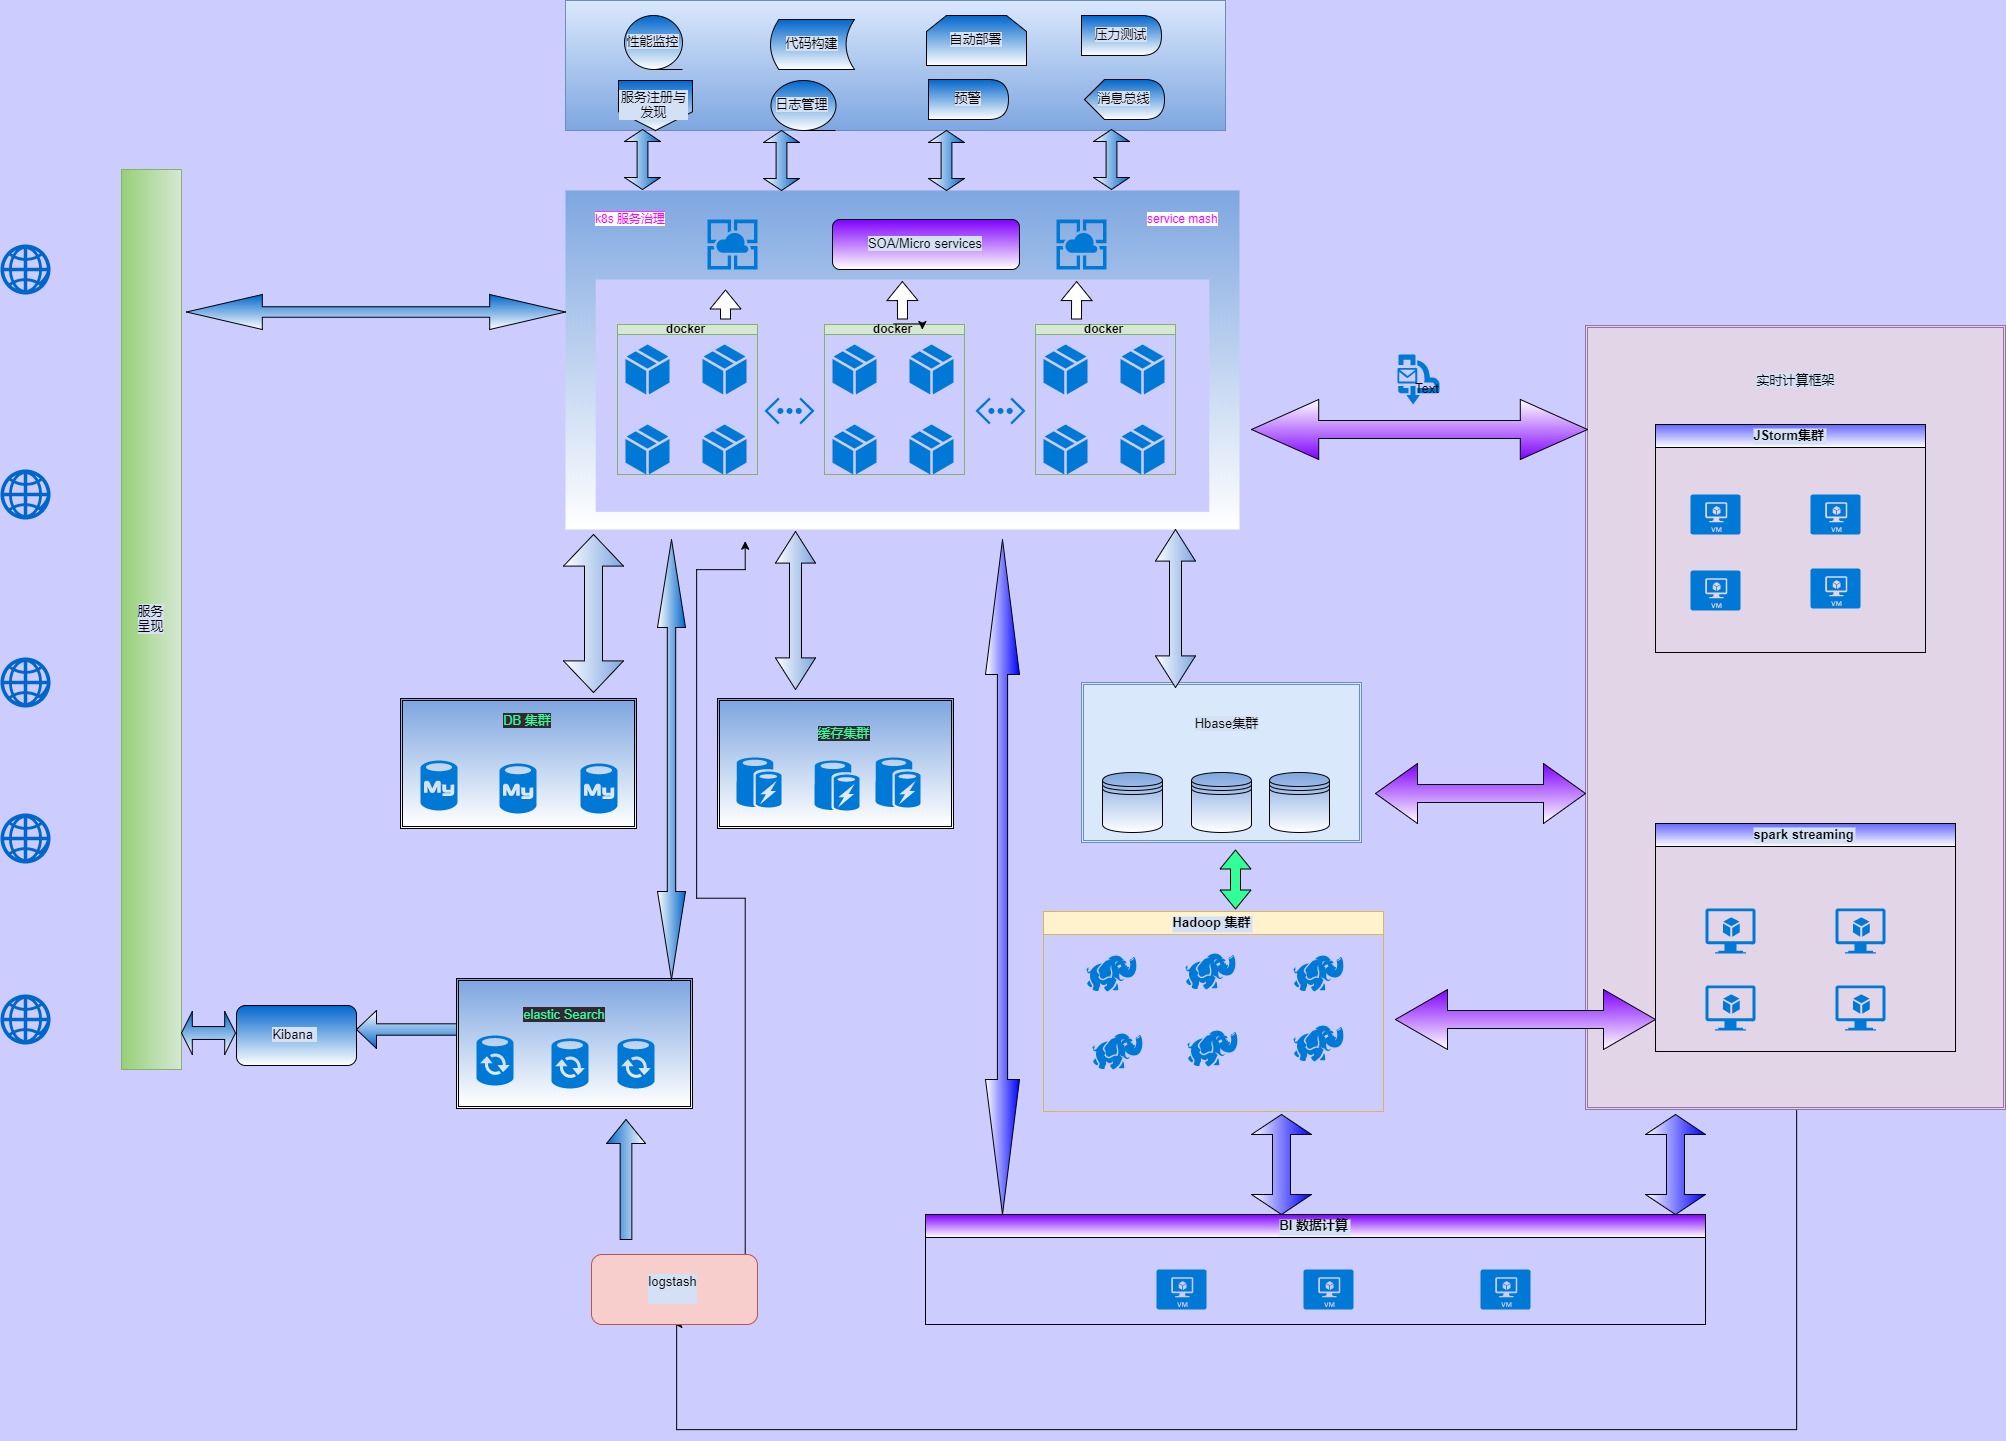 性能监控
代码构建
自动部署
压力测试
服务注册与
发现
日志管理
预警
消息总线
k8s 服务治理
SOA/Micro services
service mash
docker
docker
docker
Text
实时计算框架
JStorm集群
VM
VM
VM
VM
服务
呈现
DB 集群
My
My
My
缓存集群
Hbase集群
spark streaming
Hadoop 集群
elastic Search
Kibana
BI 数据计算
logstash
VM
VM
VM